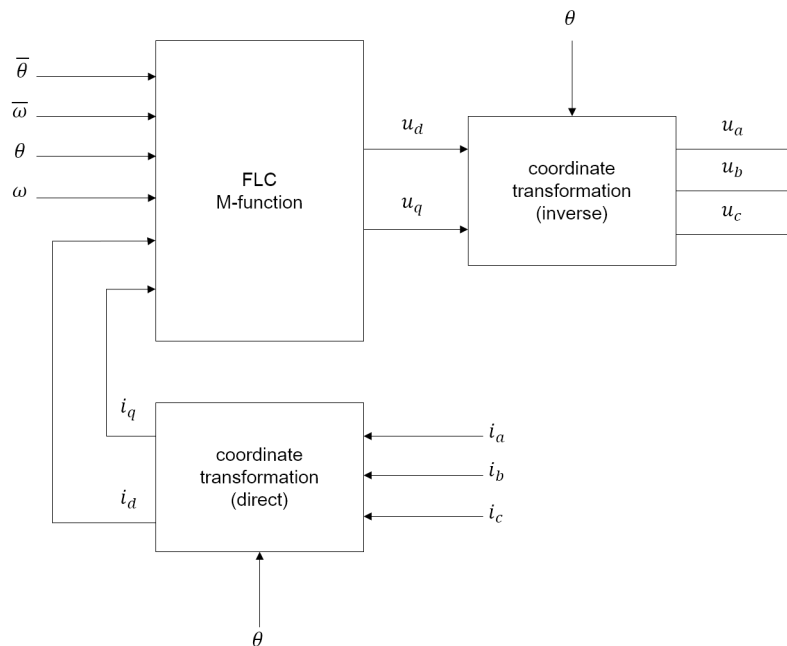 θ
θ̅
ω̅
θ
ω
FLC
M-function
u_d
u_q
coordinate
transformation
(inverse)
u_a
u_b
u_c
i_q
i_d
coordinate
transformation
(direct)
i_a
i_b
i_c
θ